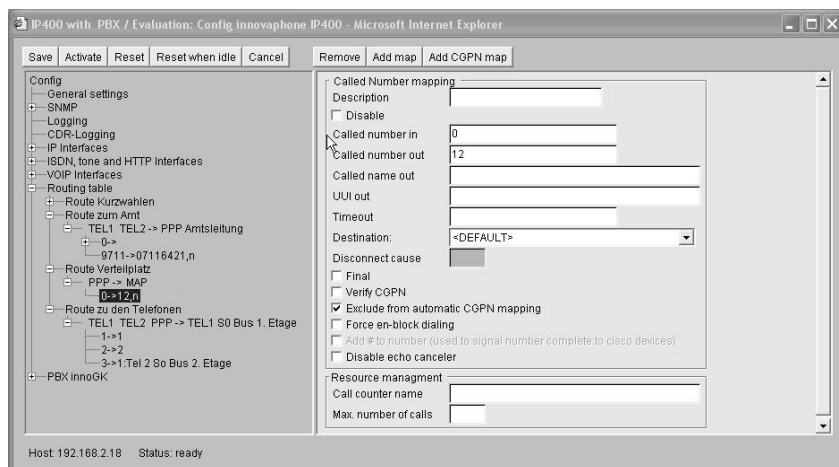 IP400 with PBX / Evaluation: Config innovaphone IP400 - Microsoft Internet Explorer
Save Activate Reset Reset when idle Cancel Remove Add map Add CGPN map
Config
General settings
SNMP
Logging
CDR-Logging
IP Interfaces
ISDN, tone and HTTP Interfaces
VOIP Interfaces
Routing table
Route Kurzwahlen
Route zum Amt
TEL1 TEL2 -> PPP Amtsleitung
0->
9711->07116421,n
Route Verteilplatz
PPP -> MAP
0->12,n
Route zu den Telefonen
TEL1 TEL2 PPP -> TEL1 S0 Bus 1. Etage
1->1
2->2
3->1:Tel 2 So Bus 2. Etage
PBX innoGK
Called Number mapping
Description
Disable
Called number in 0
Called number out 12
Called name out
UUI out
Timeout
Destination: <DEFAULT>
Disconnect cause
Final
Verify CGPN
Exclude from automatic CGPN mapping
Force en-block dialing
Add # to number (used to signal number complete to cisco devices)
Disable echo canceler
Resource managment
Call counter name
Max. number of calls
Host: 192.168.2.18 Status: ready